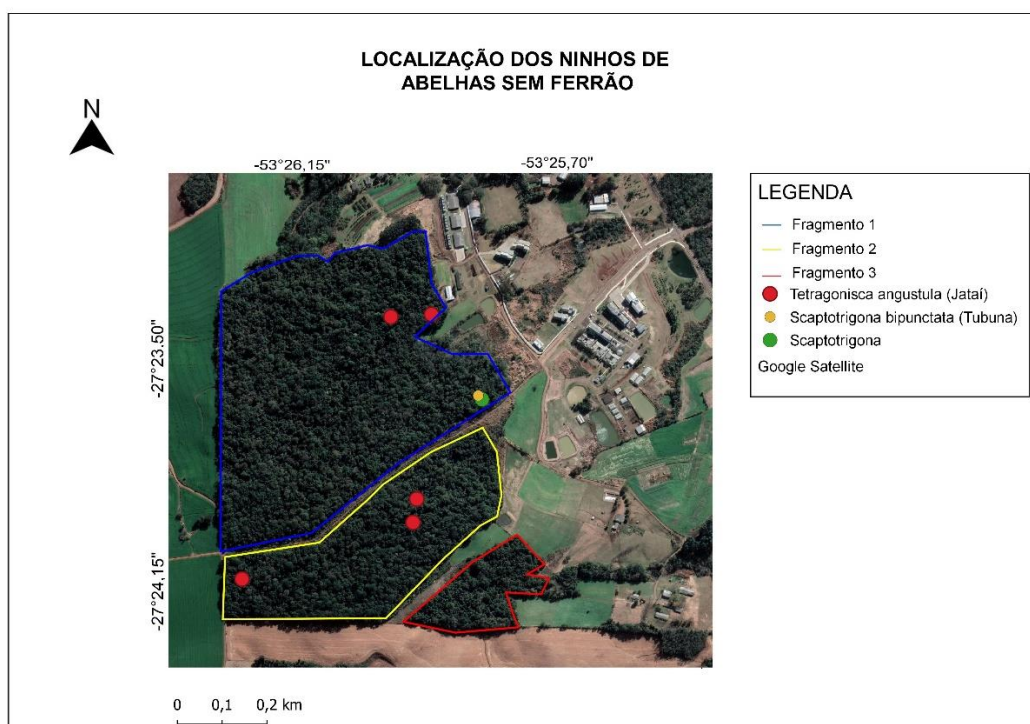 LOCALIZAÇÃO DOS NINHOS DE
ABELHAS SEM FERRÃO
N
-53°26,15" -53°25,70"
-27°23.50"
-27°24,15"
LEGENDA
Fragmento 1
Fragmento 2
Fragmento 3
Tetragonisca angustula (Jataí)
Scaptotrigona bipunctata (Tubuna)
Scaptotrigona
Google Satellite
0 0,1 0,2 km